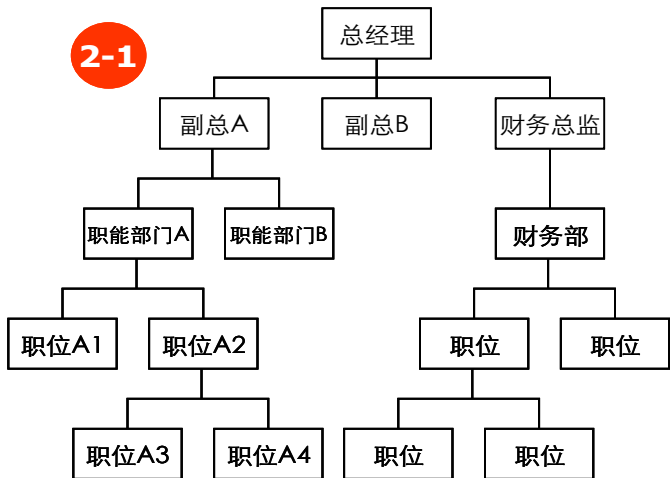 2-1
总经理
副总A
副总B
财务总监
职能部门A
职能部门B
财务部
职位A1
职位A2
职位
职位
职位A3
职位A4
职位
职位